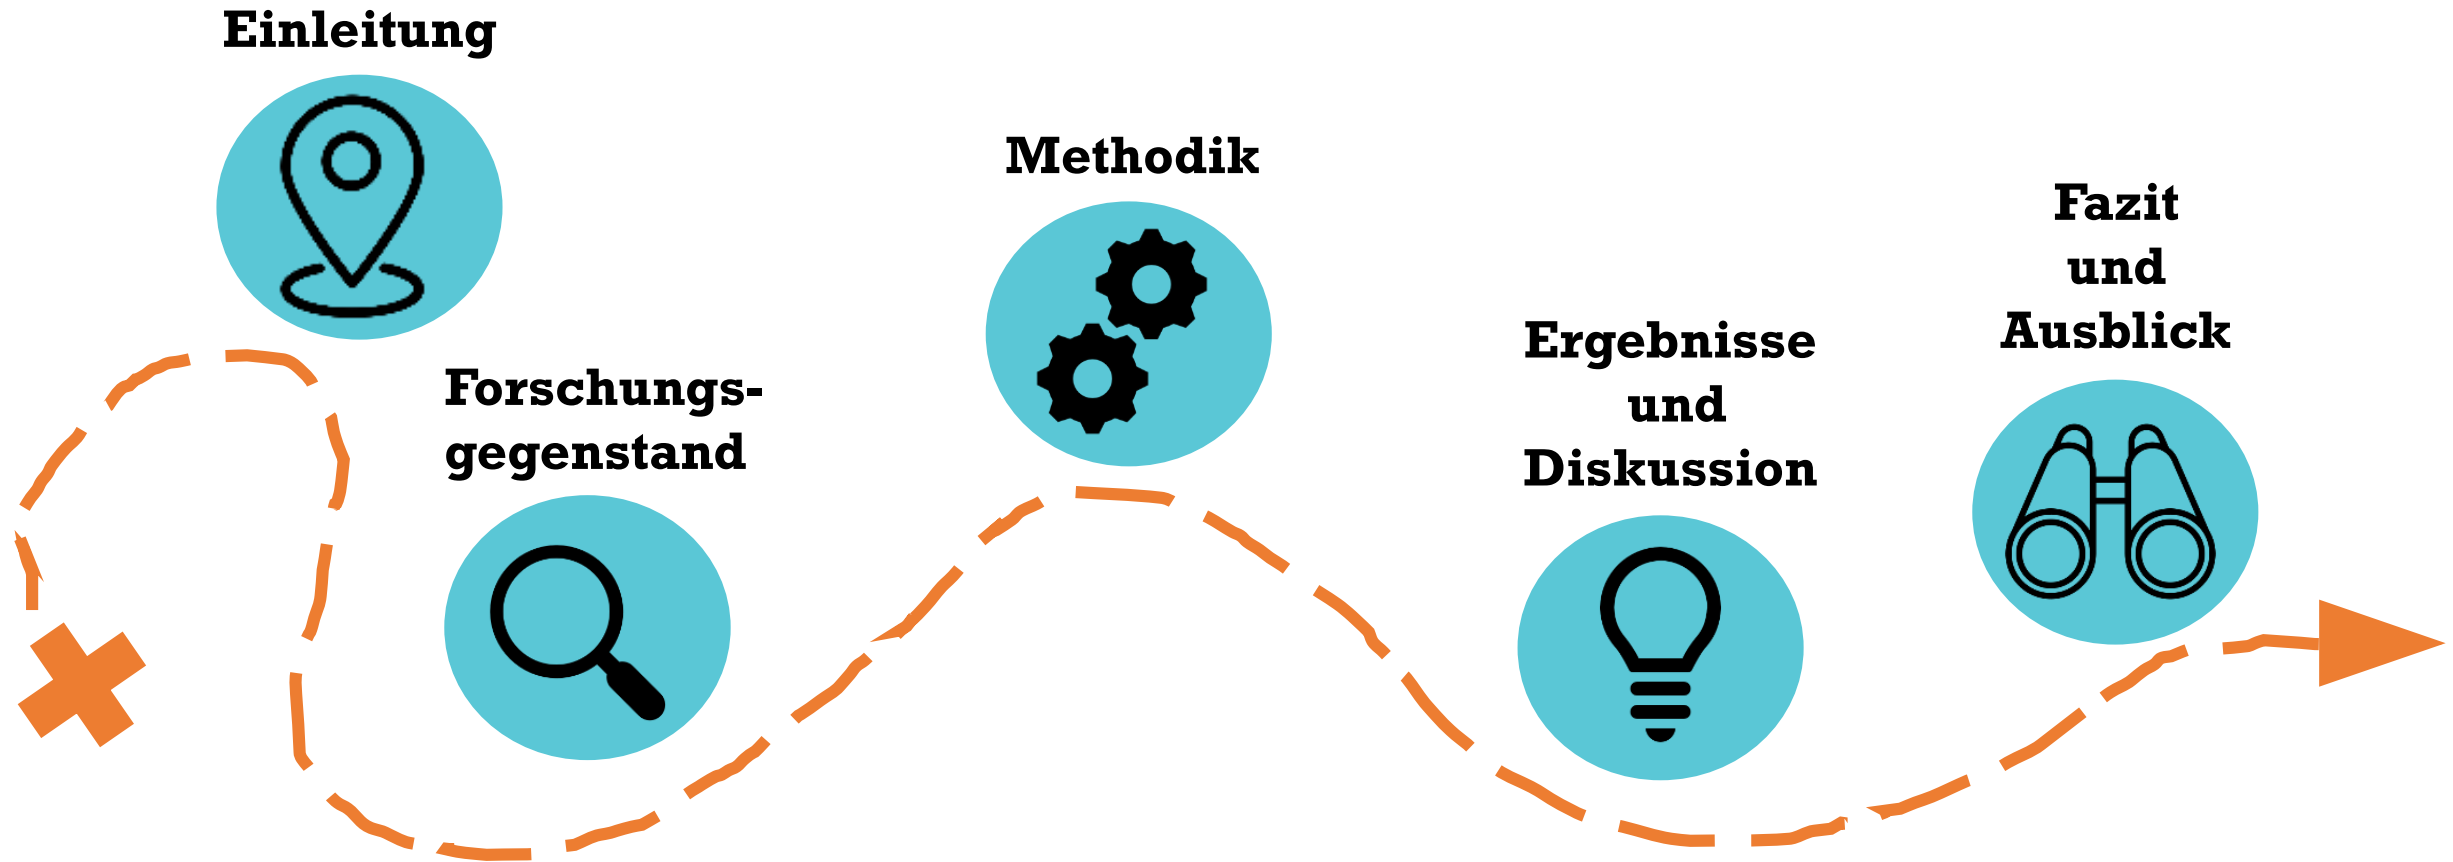 Einleitung
Forschungs-
gegenstand
Methodik
Ergebnisse
und
Diskussion
Fazit
und
Ausblick